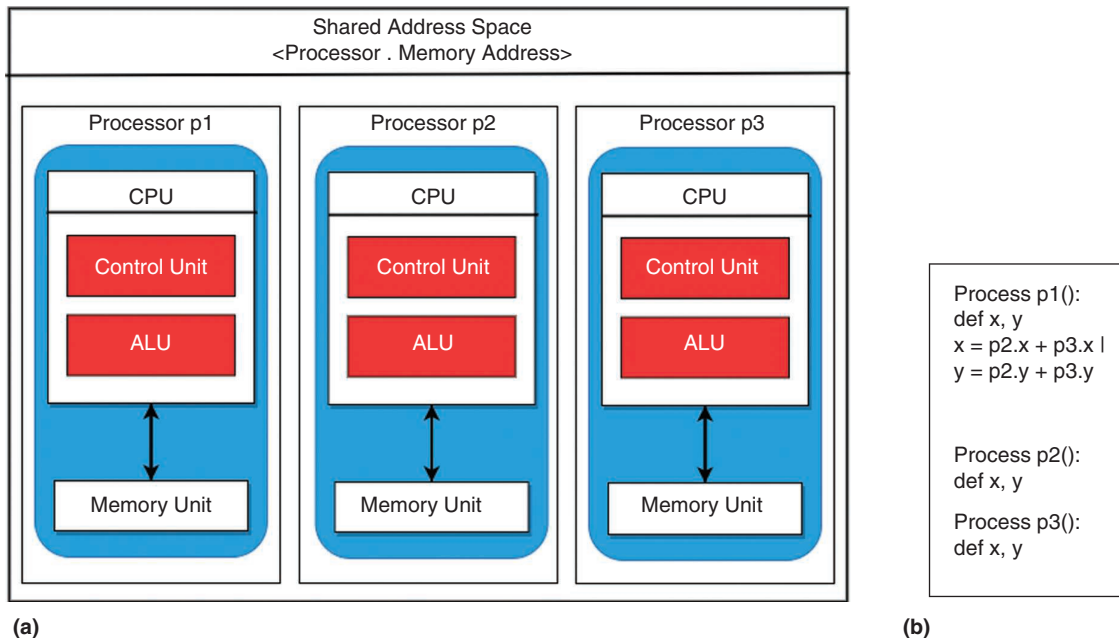 Shared Address Space
<Processor . Memory Address>
Processor p1
CPU
Control Unit
ALU
Memory Unit
Processor p2
CPU
Control Unit
ALU
Memory Unit
Processor p3
CPU
Control Unit
ALU
Memory Unit
(a)
Process p1():
def x, y
x = p2.x + p3.x |
y = p2.y + p3.y
Process p2():
def x, y
Process p3():
def x, y
(b)